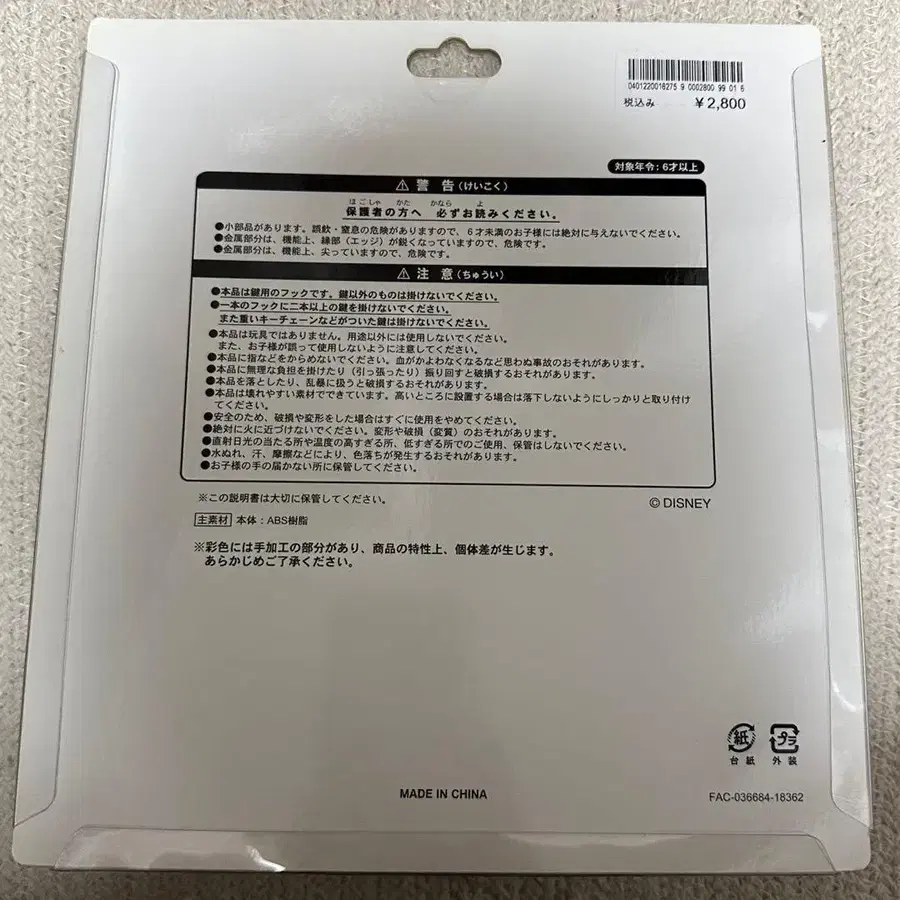 0401220016275 9 0002800 99 01 6
税込み ￥2,800
対象年令：6才以上
⚠ 警 告（けいこく）
ほごしゃ かた かなら よ
保護者の方へ 必ずお読みください。
●小部品があります。誤飲・窒息の危険がありますので、6才未満のお子様には絶対に与えないでください。
●金属部分は、機能上、縁部（エッジ）が鋭くなっていますので、危険です。
●金属部分は、機能上、尖っていますので、危険です。
⚠ 注 意（ちゅうい）
●本品は鍵用のフックです。鍵以外のものは掛けないでください。
●一本のフックに二本以上の鍵を掛けないでください。
また重いキーチェーンなどがついた鍵は掛けないでください。
●本品は玩具ではありません。用途以外には使用しないでください。
また、お子様が誤って使用しないように注意してください。
●本品に指などをからめないでください。血がかよわなくなるなど思わぬ事故のおそれがあります。
●本品に無理な負担を掛けたり（引っ張ったり）振り回すと破損するおそれがあります。
●本品を落としたり、乱暴に扱うと破損するおそれがあります。
●本品は壊れやすい素材でできています。高いところに設置する場合は落下しないようにしっかりと取り付け
てください。
●安全のため、破損や変形をした場合はすぐに使用をやめてください。
●絶対に火に近づけないでください。変形や破損（変質）のおそれがあります。
●直射日光の当たる所や温度の高すぎる所、低すぎる所でのご使用、保管はしないでください。
●水ぬれ、汗、摩擦などにより、色落ちが発生するおそれがあります。
●お子様の手の届かない所に保管してください。
※この説明書は大切に保管してください。
© DISNEY
主素材 本体：ABS樹脂
※彩色には手加工の部分があり、商品の特性上、個体差が生じます。
あらかじめご了承ください。
紙 プラ
台紙 外装
MADE IN CHINA
FAC-036684-18362